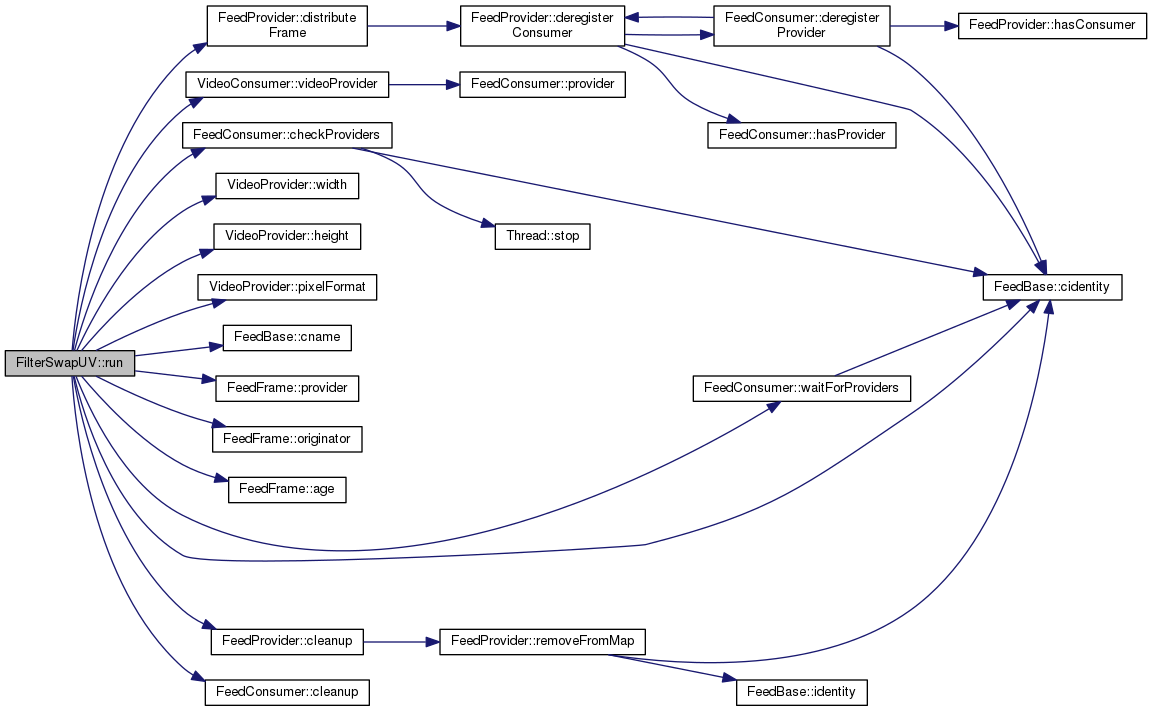 FeedProvider::distribute
Frame
FeedProvider::deregister
Consumer
FeedConsumer::deregister
Provider
FeedProvider::hasConsumer
VideoConsumer::videoProvider
FeedConsumer::provider
FeedConsumer::checkProviders
FeedConsumer::hasProvider
VideoProvider::width
VideoProvider::height
Thread::stop
VideoProvider::pixelFormat
FeedBase::cidentity
FeedBase::cname
FilterSwapUV::run
FeedFrame::provider
FeedConsumer::waitForProviders
FeedFrame::originator
FeedFrame::age
FeedProvider::cleanup
FeedProvider::removeFromMap
FeedConsumer::cleanup
FeedBase::identity